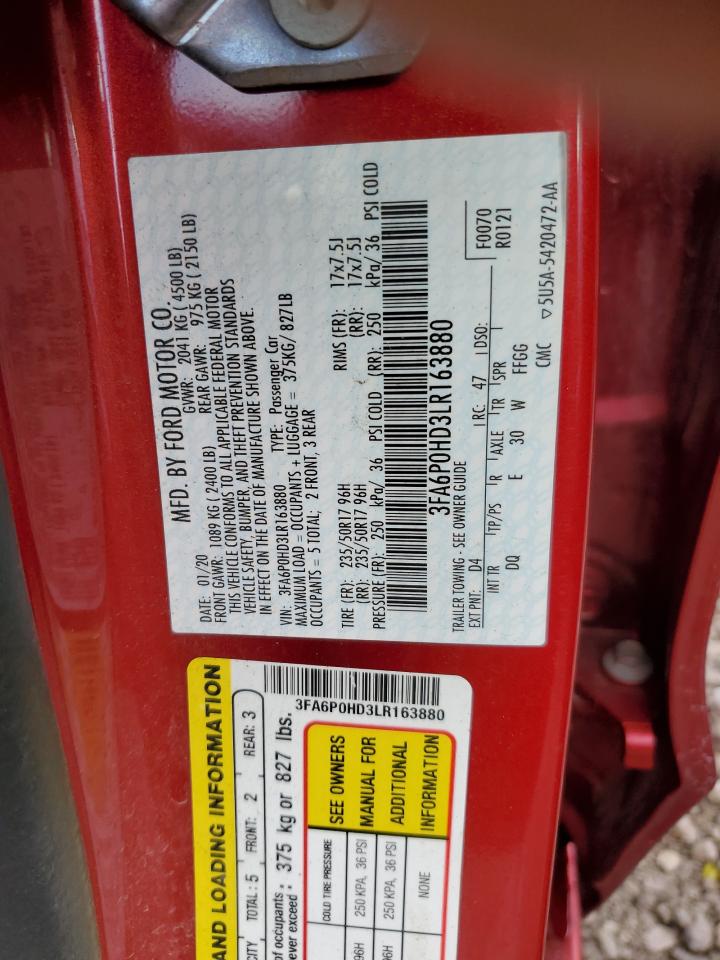 MFD. BY FORD MOTOR CO.
DATE: 01/20 GVWR: 2041 KG ( 4500 LB)
FRONT GAWR: 1089 KG ( 2400 LB) REAR GAWR: 975 KG ( 2150 LB)
THIS VEHICLE CONFORMS TO ALL APPLICABLE FEDERAL MOTOR
VEHICLE SAFETY, BUMPER, AND THEFT PREVENTION STANDARDS
IN EFFECT ON THE DATE OF MANUFACTURE SHOWN ABOVE.
VIN: 3FA6P0HD3LR163880 TYPE: Passenger Car
MAXIMUM LOAD = OCCUPANTS + LUGGAGE = 375KG/ 827LB
OCCUPANTS = 5 TOTAL; 2 FRONT, 3 REAR
TIRE (FR): 235/50R17 96H RIMS (FR): 17x7.5J
(RR): 235/50R17 96H (RR): 17x7.5J
PRESSURE (FR): 250 kPa/ 36 PSI COLD (RR): 250 kPa/ 36 PSI COLD
3FA6P0HD3LR163880
TRAILER TOWING - SEE OWNER GUIDE
EXT PNT: D4 RC: 47 DSO: F0070
INT TR TP/PS R AXLE TR SPR R0121
DQ E 30 W FFGG
CMC ▽5U5A-5420472-AA
AND LOADING INFORMATION
CITY TOTAL : 5 FRONT: 2 REAR: 3
of occupants :
ever exceed : 375 kg or 827 lbs.
3FA6P0HD3LR163880
COLD TIRE PRESSURE
96H 250 KPA, 36 PSI
96H 250 KPA, 36 PSI
NONE
SEE OWNERS
MANUAL FOR
ADDITIONAL
INFORMATION